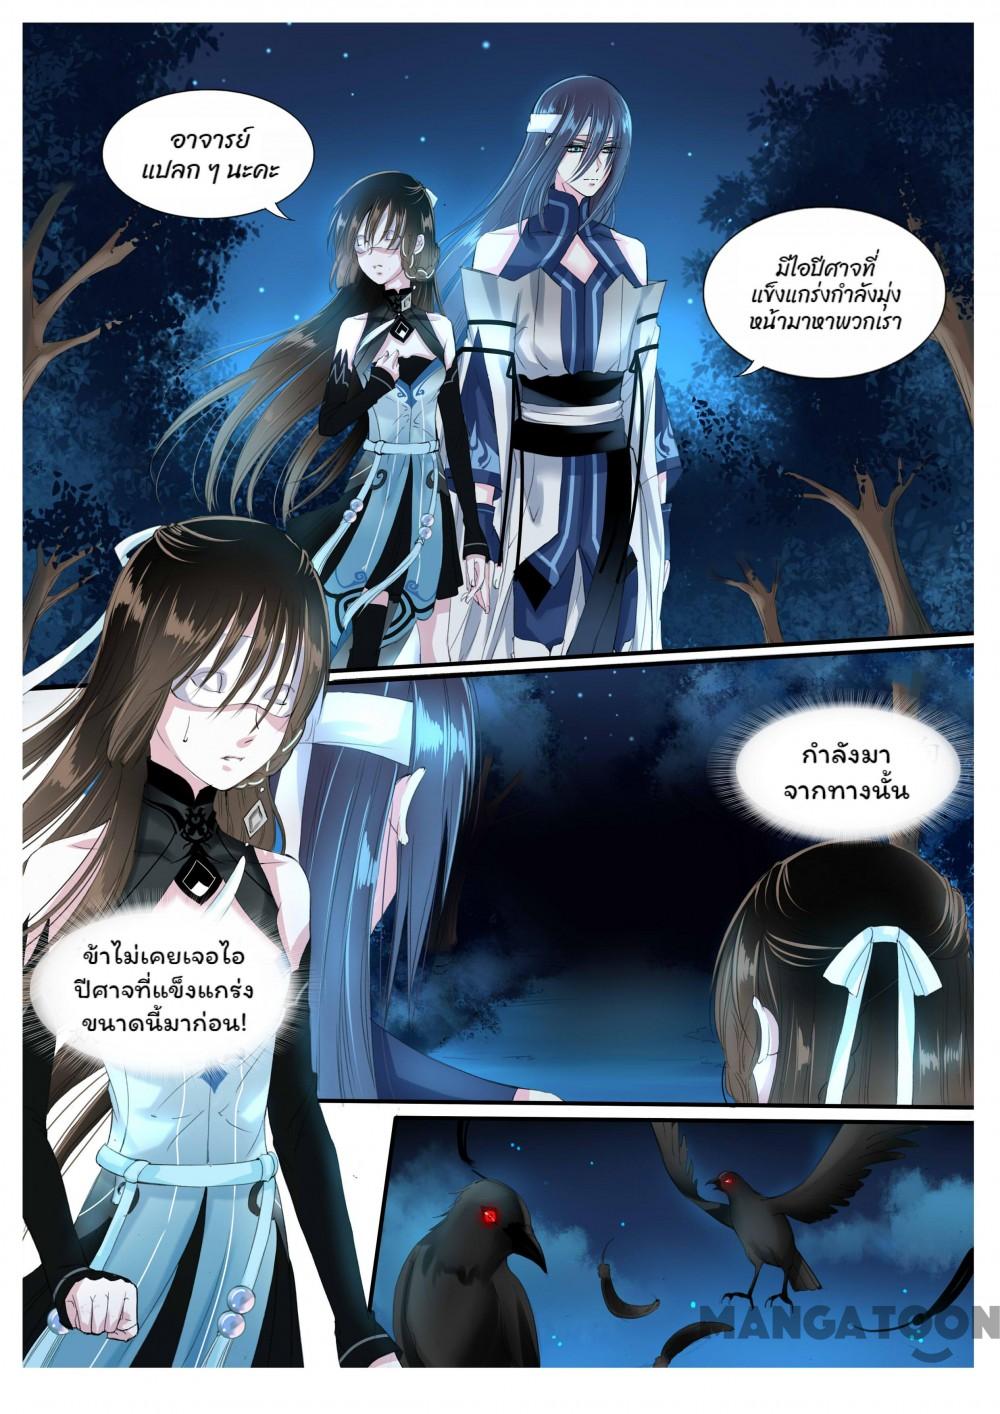 อาจารย์
แปลก ๆ นะคะ
มีไอปีศาจที่
แข็งแกร่งกำลังมุ่ง
หน้ามาหาพวกเรา
กำลังมา
จากทางนั้น
ข้าไม่เคยเจอไอ
ปีศาจที่แข็งแกร่ง
ขนาดนี้มาก่อน!
MANGATOON